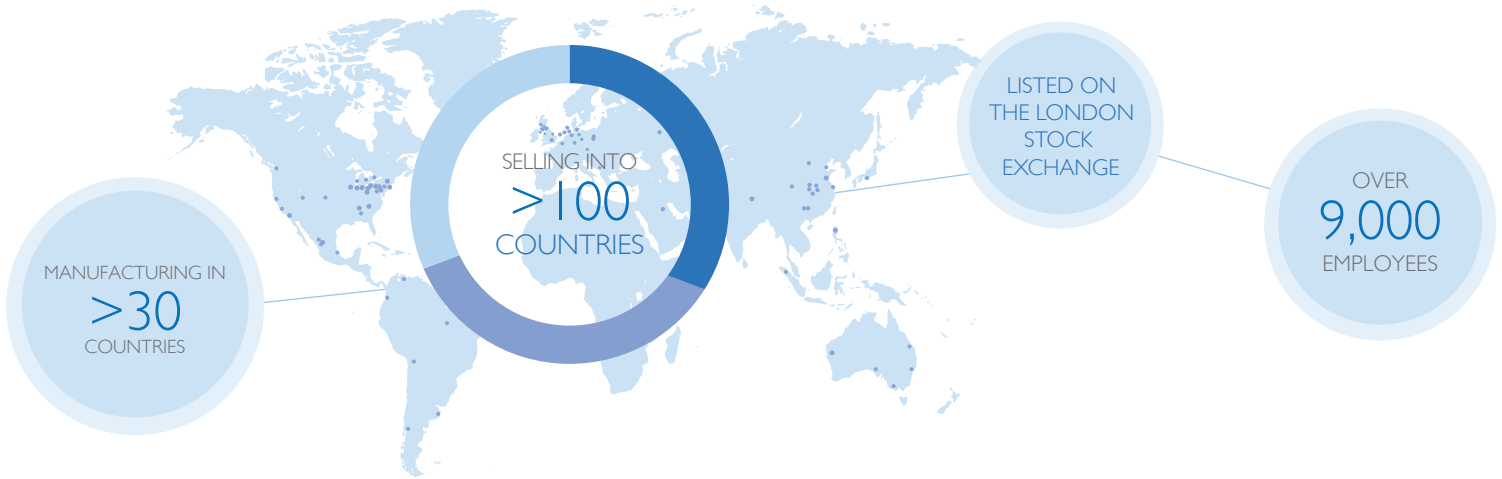 MANUFACTURING IN
>30
COUNTRIES
SELLING INTO
>100
COUNTRIES
LISTED ON
THE LONDON
STOCK
EXCHANGE
OVER
9,000
EMPLOYEES